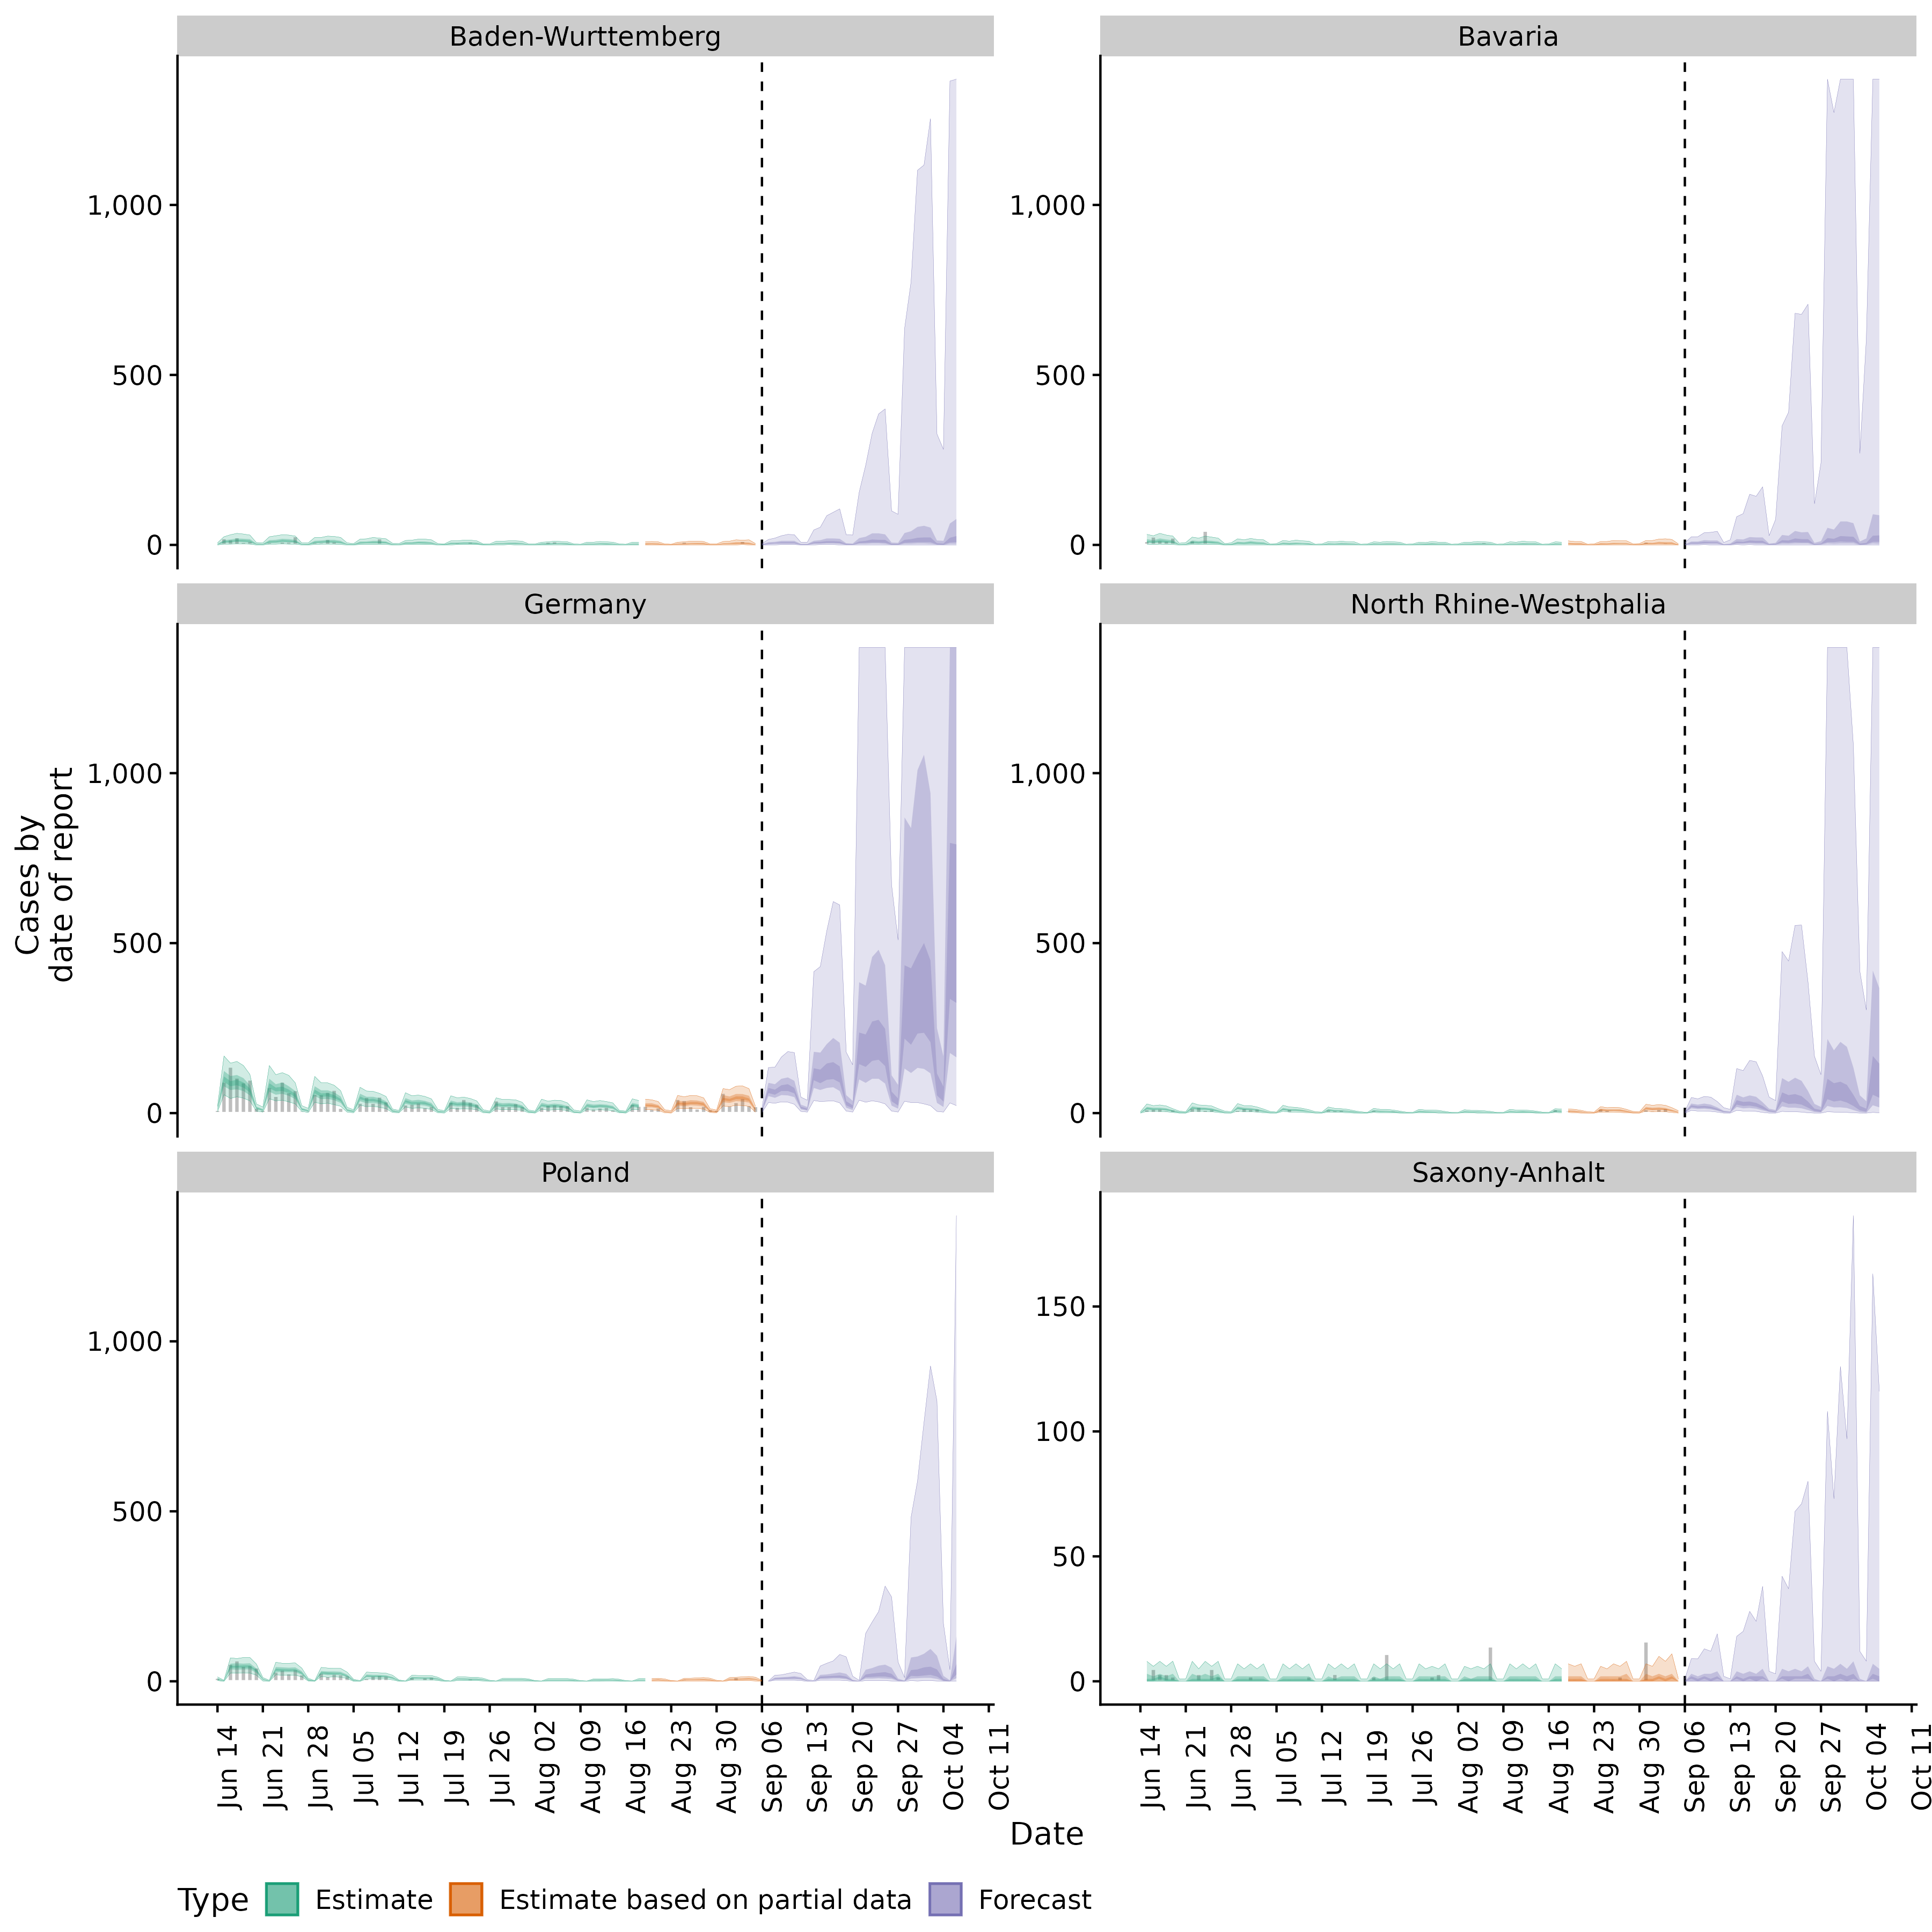 Baden-Wurttemberg
Bavaria
1,000
500
0
1,000
500
0
Germany
North Rhine-Westphalia
Cases by
date of report
1,000
500
0
1,000
500
0
Poland
Saxony-Anhalt
1,000
500
0
150
100
50
0
Jun 14
Jun 21
Jun 28
Jul 05
Jul 12
Jul 19
Jul 26
Aug 02
Aug 09
Aug 16
Aug 23
Aug 30
Sep 06
Sep 13
Sep 20
Sep 27
Oct 04
Oct 11
Jun 14
Jun 21
Jun 28
Jul 05
Jul 12
Jul 19
Jul 26
Aug 02
Aug 09
Aug 16
Aug 23
Aug 30
Sep 06
Sep 13
Sep 20
Sep 27
Oct 04
Oct 11
Date
Type Estimate Estimate based on partial data Forecast